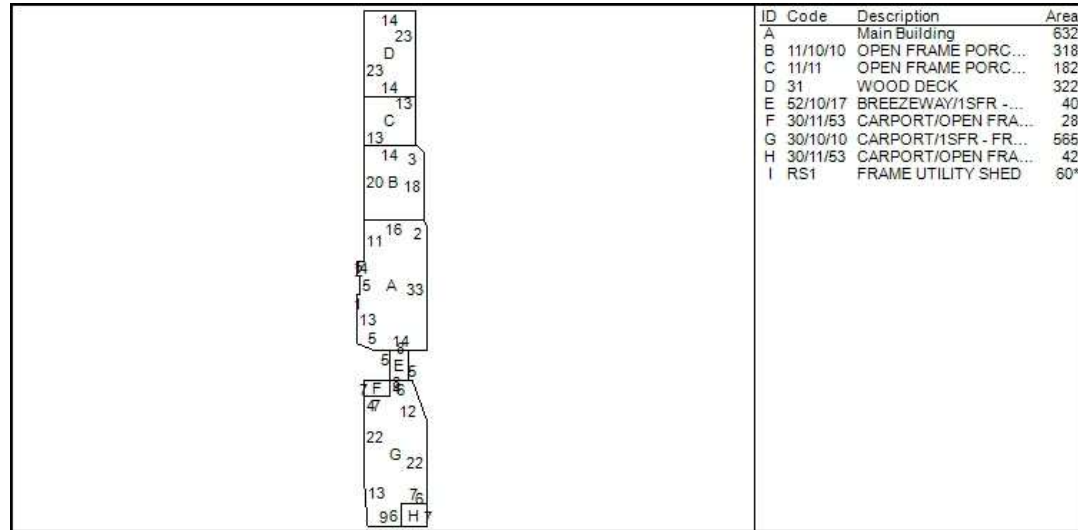 ID Code Description Area
A Main Building 632
B 11/10/10 OPEN FRAME PORC... 318
C 11/11 OPEN FRAME PORC... 182
D 31 WOOD DECK 322
E 52/10/17 BREEZEWAY/1SFR -... 40
F 30/11/53 CARPORT/OPEN FRA... 28
G 30/10/10 CARPORT/1SFR - FR... 565
H 30/11/53 CARPORT/OPEN FRA... 42
I RS1 FRAME UTILITY SHED 60*
14
23
D
23
14
13
C
13
14 3
20 B 18
16 2
11
5 A 33
13
5 14
5 E 5
7 F 6
47 12
22
G 22
13 7 6
96 H 7